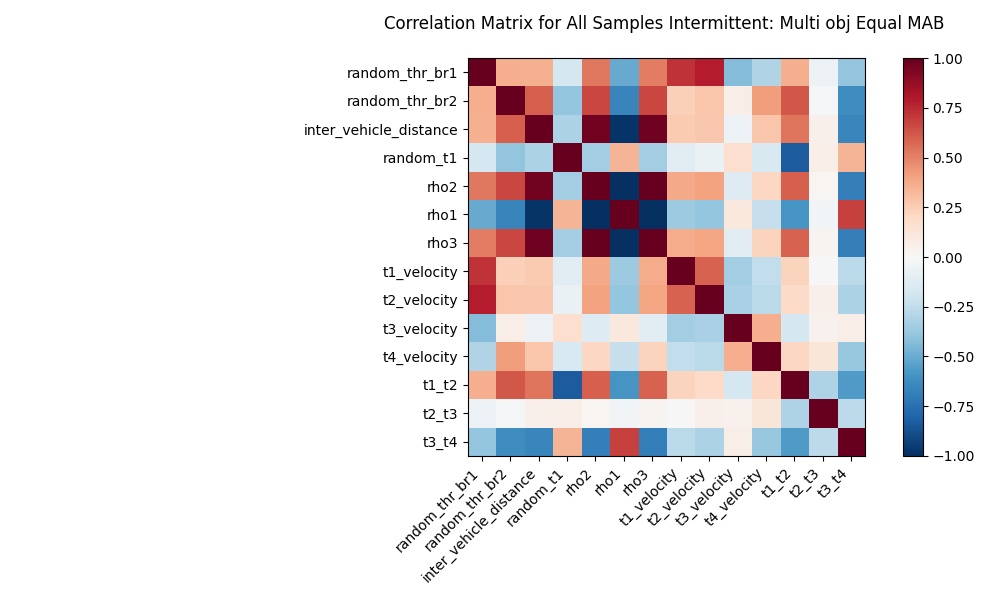 Correlation Matrix for All Samples Intermittent: Multi obj Equal MAB
random_thr_br1
random_thr_br2
inter_vehicle_distance
random_t1
rho2
rho1
rho3
t1_velocity
t2_velocity
t3_velocity
t4_velocity
t1_t2
t2_t3
t3_t4
random_thr_br1
random_thr_br2
inter_vehicle_distance
random_t1
rho2
rho1
rho3
t1_velocity
t2_velocity
t3_velocity
t4_velocity
t1_t2
t2_t3
t3_t4
1.00
0.75
0.50
0.25
0.00
−0.25
−0.50
−0.75
−1.00